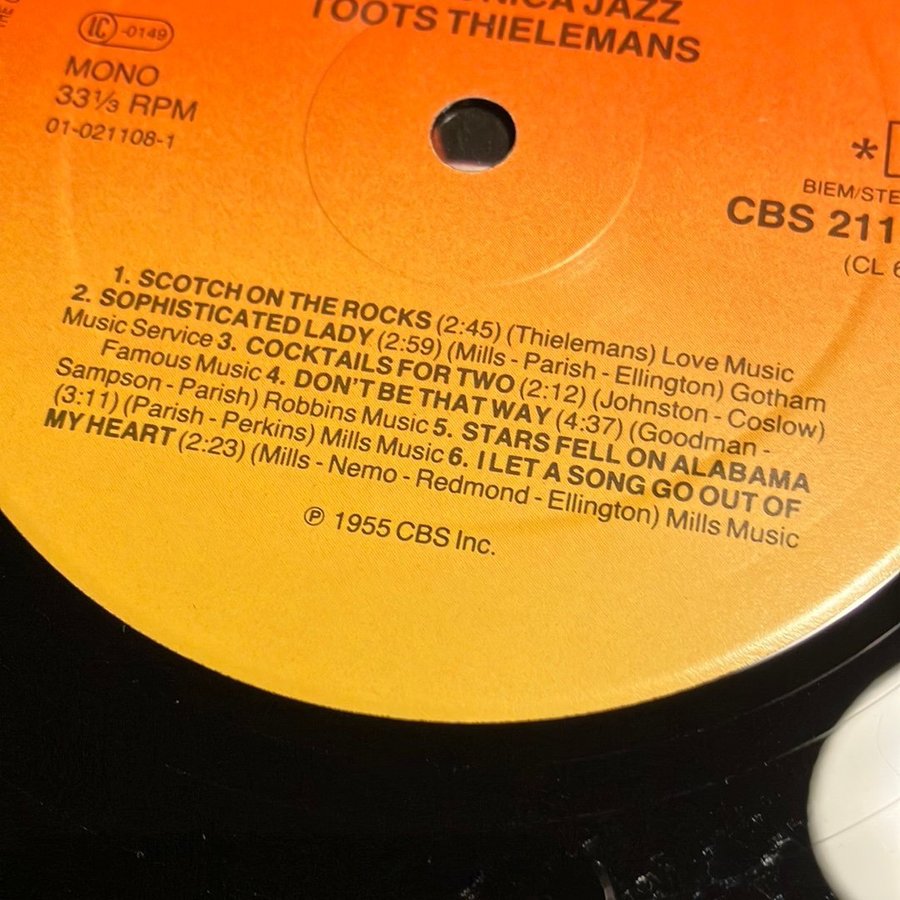 JAZZ
TOOTS THIELEMANS
IC -0149
MONO
33⅓ RPM
01-021108-1
*
BIEM/STE
CBS 211
(CL 6
1. SCOTCH ON THE ROCKS (2:45) (Thielemans) Love Music
2. SOPHISTICATED LADY (2:59) (Mills - Parish - Ellington) Gotham
Music Service 3. COCKTAILS FOR TWO (2:12) (Johnston - Coslow)
Famous Music 4. DON'T BE THAT WAY (4:37) (Goodman -
Sampson - Parish) Robbins Music 5. STARS FELL ON ALABAMA
(3:11) (Parish - Perkins) Mills Music 6. I LET A SONG GO OUT OF
MY HEART (2:23) (Mills - Nemo - Redmond - Ellington) Mills Music
℗ 1955 CBS Inc.